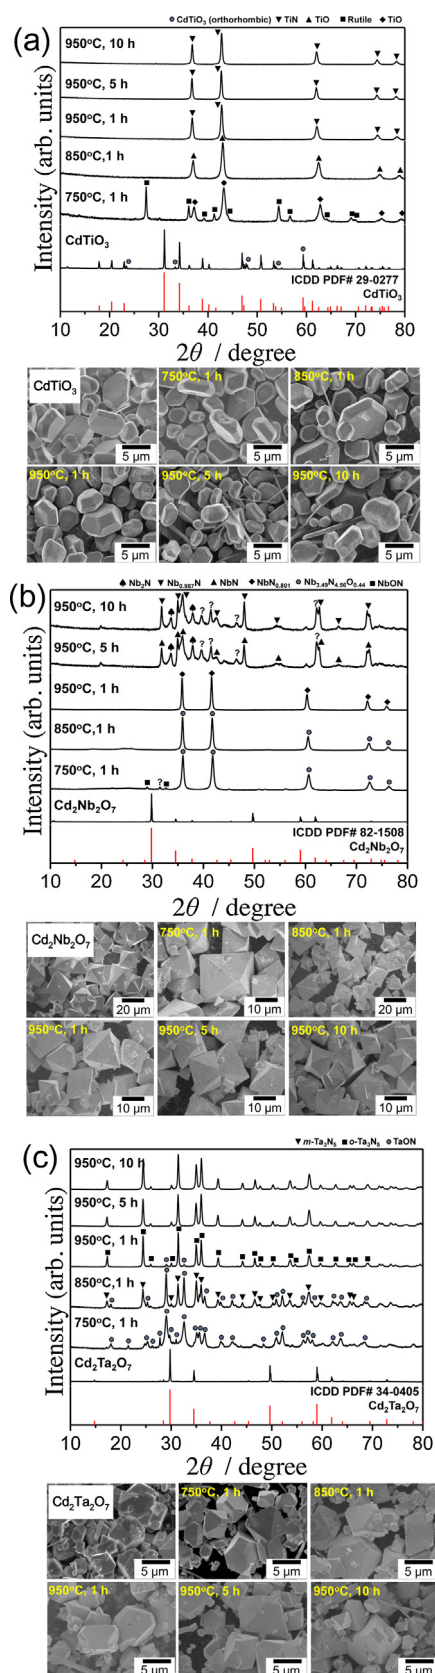 (a)
CdTiO₃ (orthorhombic) TiN TiO Rutile TiO
950°C, 10 h
950°C, 5 h
950°C, 1 h
850°C,1 h
750°C, 1 h
CdTiO₃
ICDD PDF# 29-0277
CdTiO₃
Intensity (arb. units)
10 20 30 40 50 60 70 80
2θ / degree
CdTiO₃ 750°C, 1 h 850°C, 1 h
5 µm 5 µm 5 µm
950°C, 1 h 950°C, 5 h 950°C, 10 h
5 µm 5 µm 5 µm
(b)
Nb₂N Nb₀.₉₈₇N NbN NbN₀.₈₀₁ Nb₃.₄₉N₄.₅₆O₀.₄₄ NbON
950°C, 10 h
? ? ? ?
950°C, 5 h
? ? ? ?
950°C, 1 h
850°C,1 h
750°C, 1 h
?
Cd₂Nb₂O₇
ICDD PDF# 82-1508
Cd₂Nb₂O₇
Intensity (arb. units)
10 20 30 40 50 60 70 80
2θ / degree
Cd₂Nb₂O₇ 750°C, 1 h 850°C, 1 h
20 µm 10 µm 20 µm
950°C, 1 h 950°C, 5 h 950°C, 10 h
10 µm 10 µm 10 µm
(c)
m-Ta₃N₅ o-Ta₃N₅ TaON
950°C, 10 h
950°C, 5 h
950°C, 1 h
850°C,1 h
750°C, 1 h
Cd₂Ta₂O₇
ICDD PDF# 34-0405
Cd₂Ta₂O₇
Intensity (arb. units)
10 20 30 40 50 60 70 80
2θ / degree
Cd₂Ta₂O₇ 750°C, 1 h 850°C, 1 h
5 µm 5 µm 5 µm
950°C, 1 h 950°C, 5 h 950°C, 10 h
5 µm 5 µm 5 µm